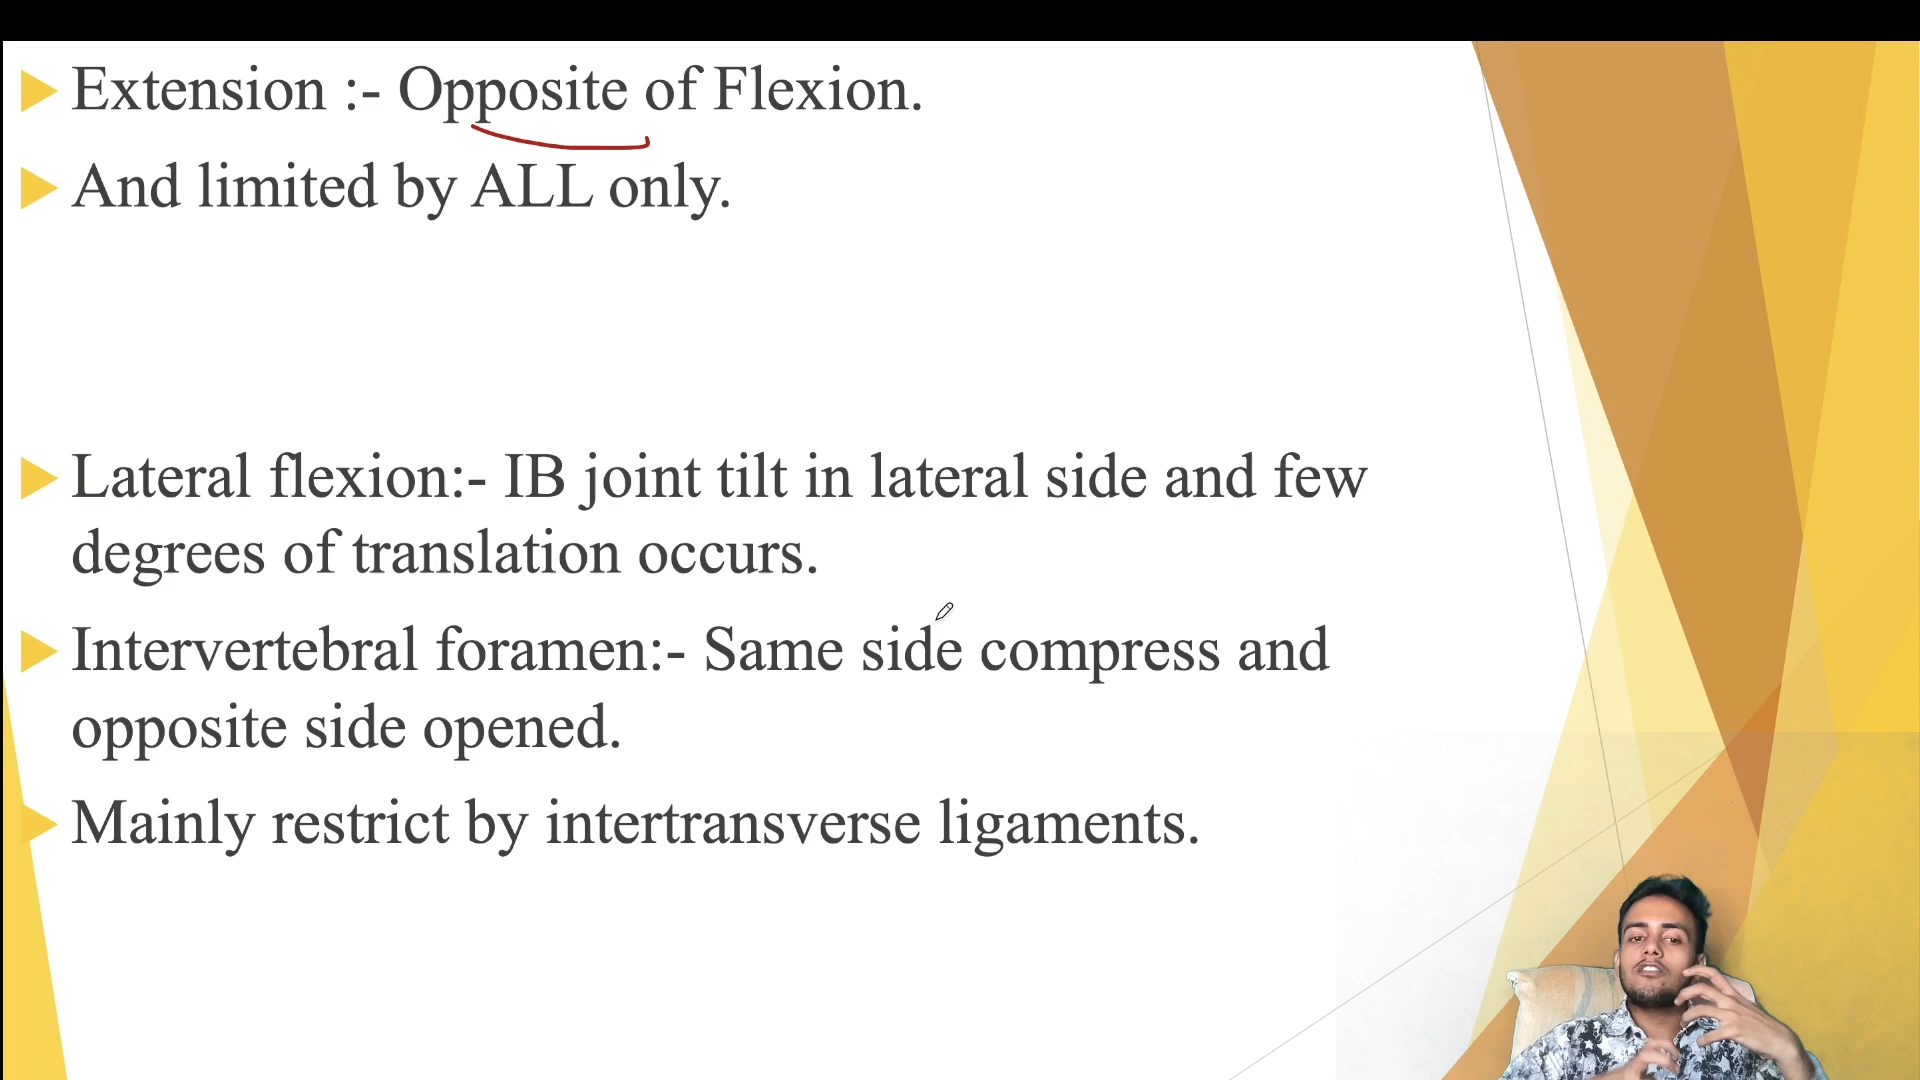 Extension :- Opposite of Flexion.
And limited by ALL only.
Lateral flexion:- IB joint tilt in lateral side and few
degrees of translation occurs.
Intervertebral foramen:- Same side compress and
opposite side opened.
Mainly restrict by intertransverse ligaments.